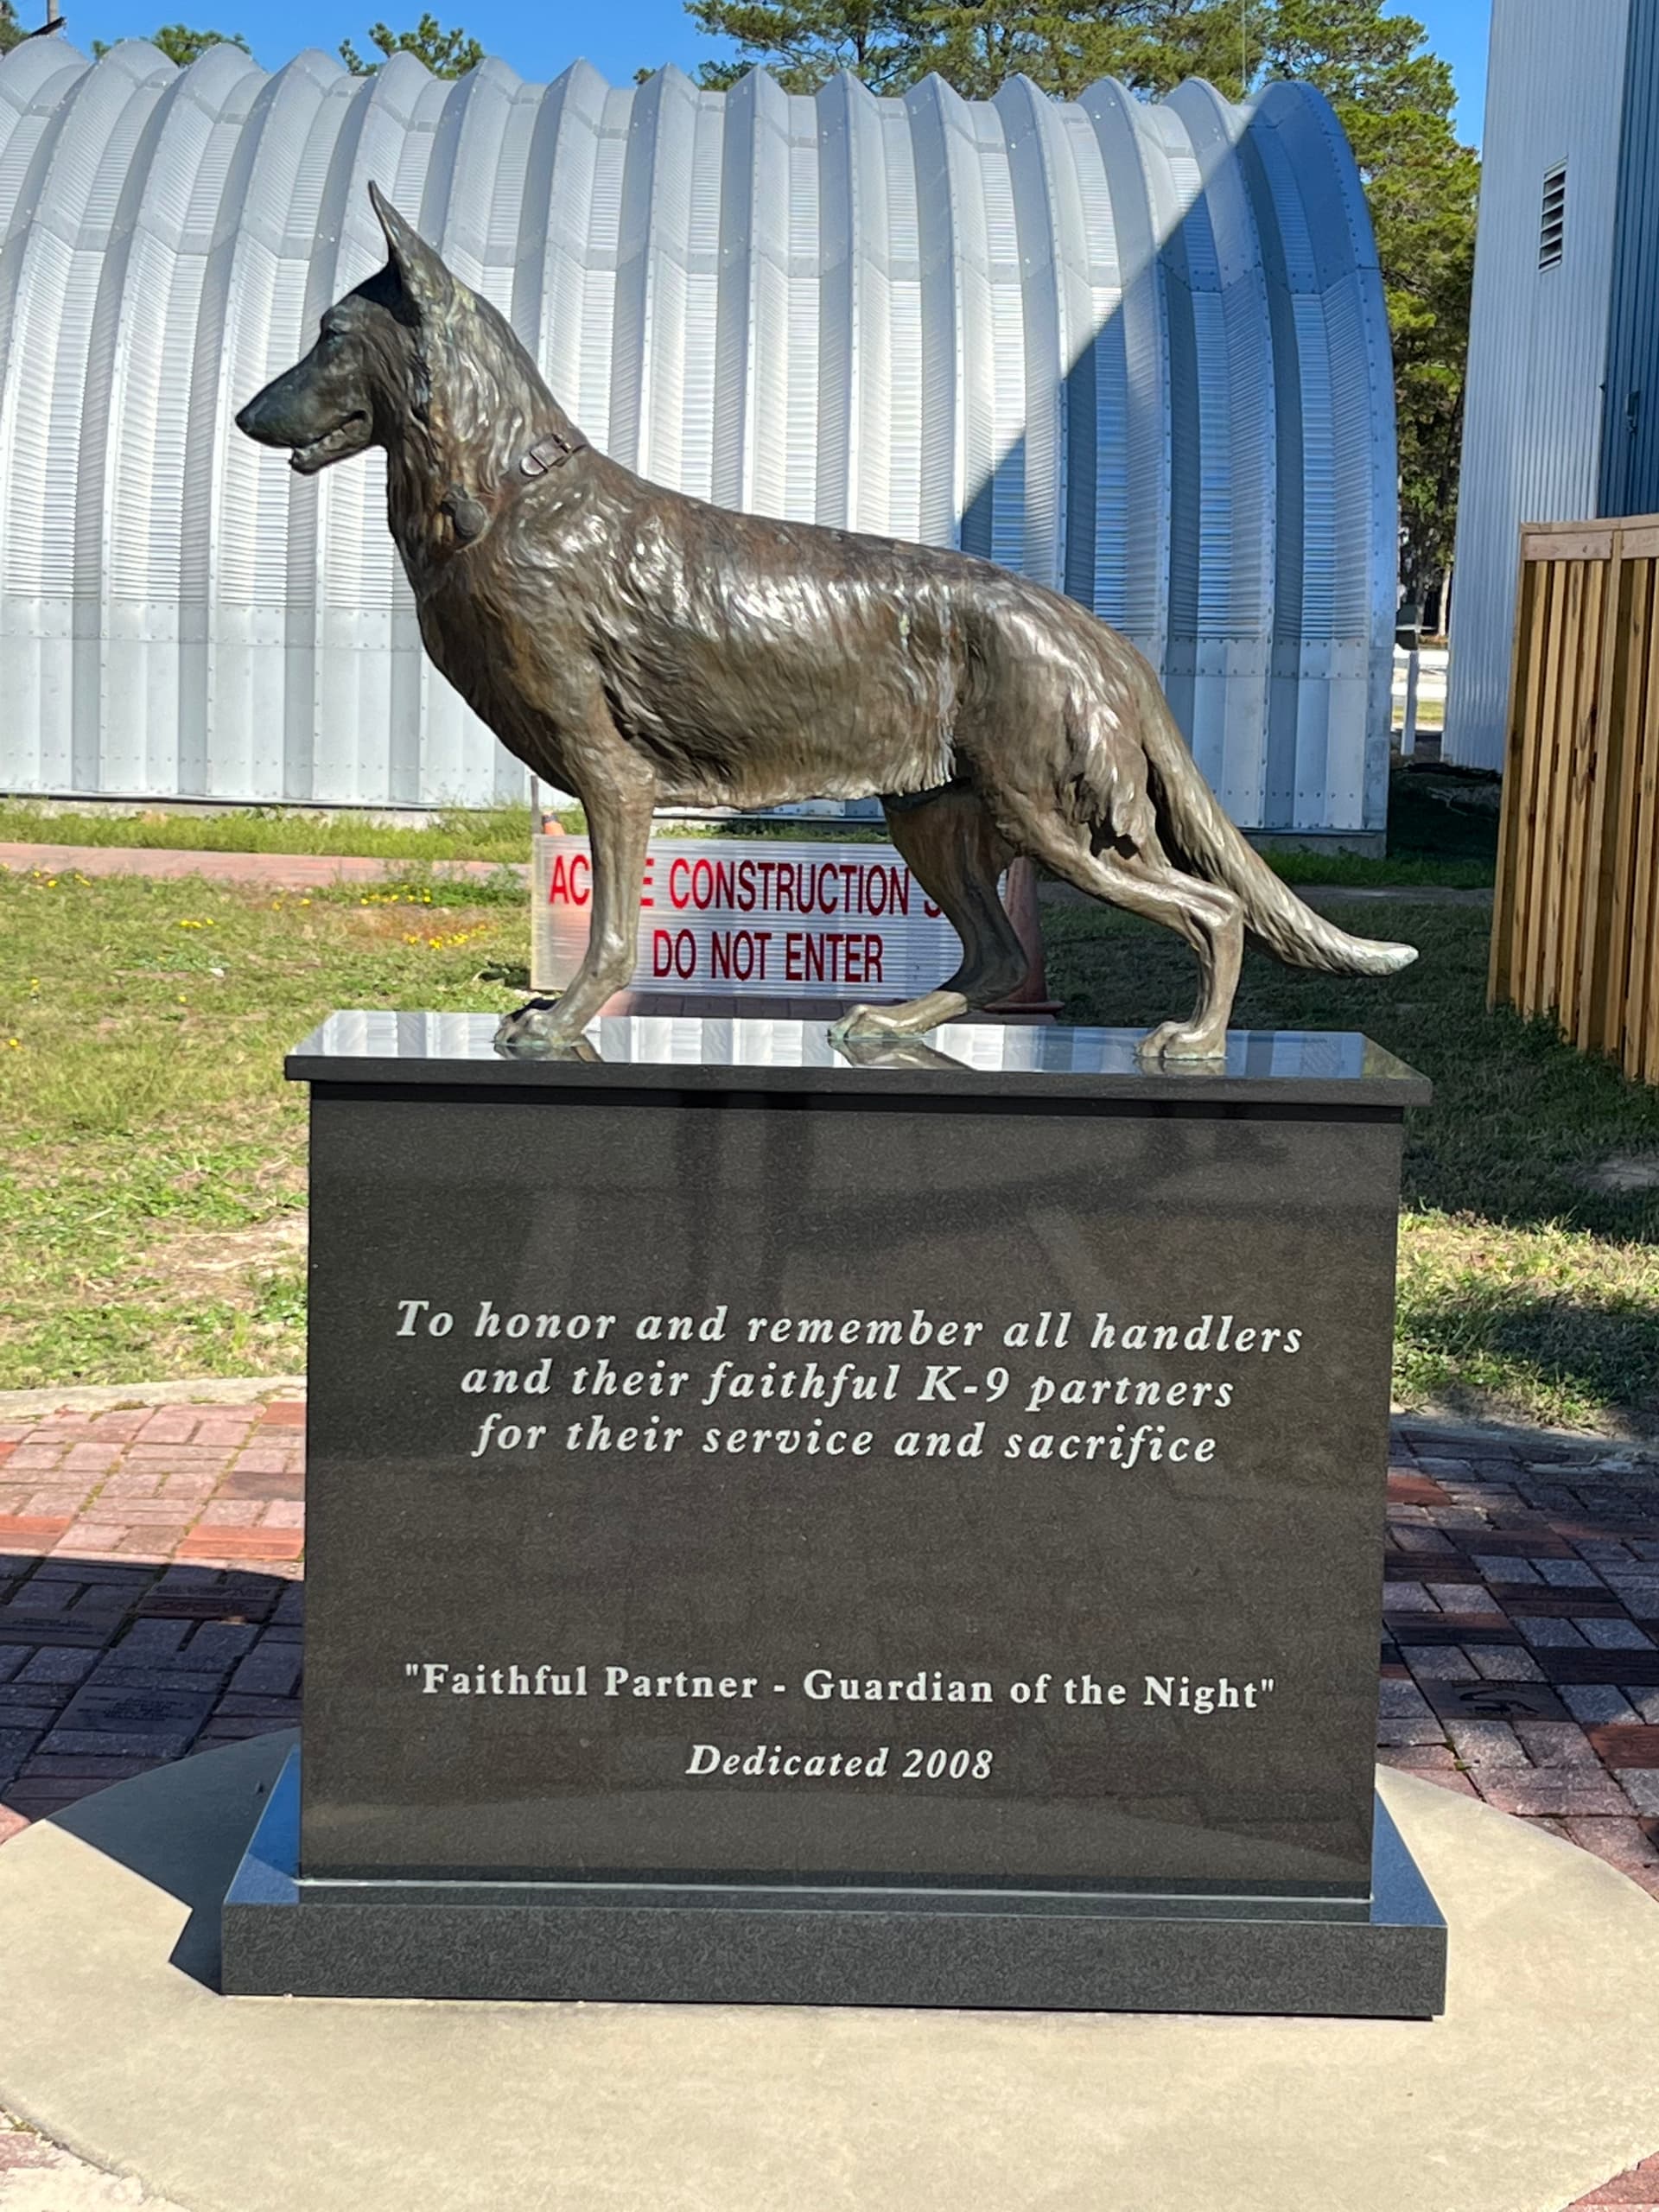 AC E CONSTRUCTION S
DO NOT ENTER
To honor and remember all handlers
and their faithful K-9 partners
for their service and sacrifice
"Faithful Partner - Guardian of the Night"
Dedicated 2008